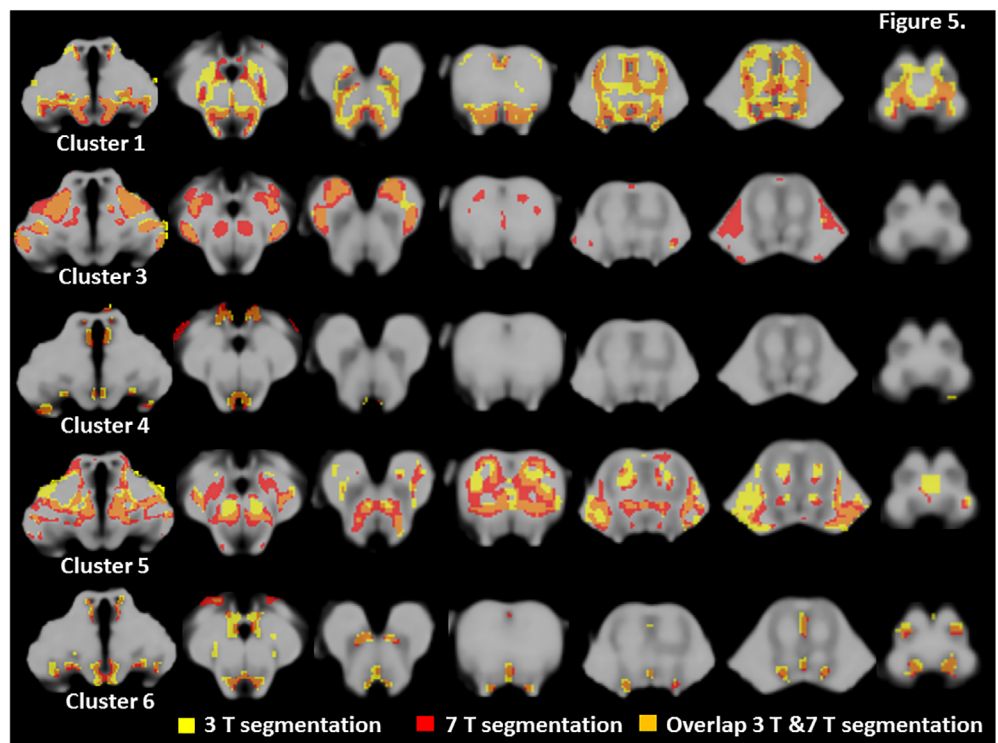 Figure 5.
Cluster 1
Cluster 3
Cluster 4
Cluster 5
Cluster 6
3 T segmentation
7 T segmentation
Overlap 3 T &7 T segmentation